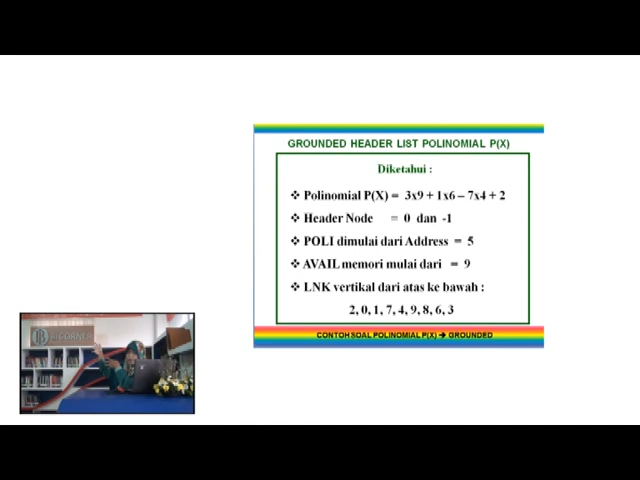 GROUNDED HEADER LIST POLINOMIAL P(X)
Diketahui :
❖ Polinomial P(X) = 3x9 + 1x6 – 7x4 + 2
❖ Header Node = 0 dan -1
❖ POLI dimulai dari Address = 5
❖ AVAIL memori mulai dari = 9
❖ LNK vertikal dari atas ke bawah :
2, 0, 1, 7, 4, 9, 8, 6, 3
CONTOH SOAL POLINOMIAL P(X) → GROUNDED
CORNER